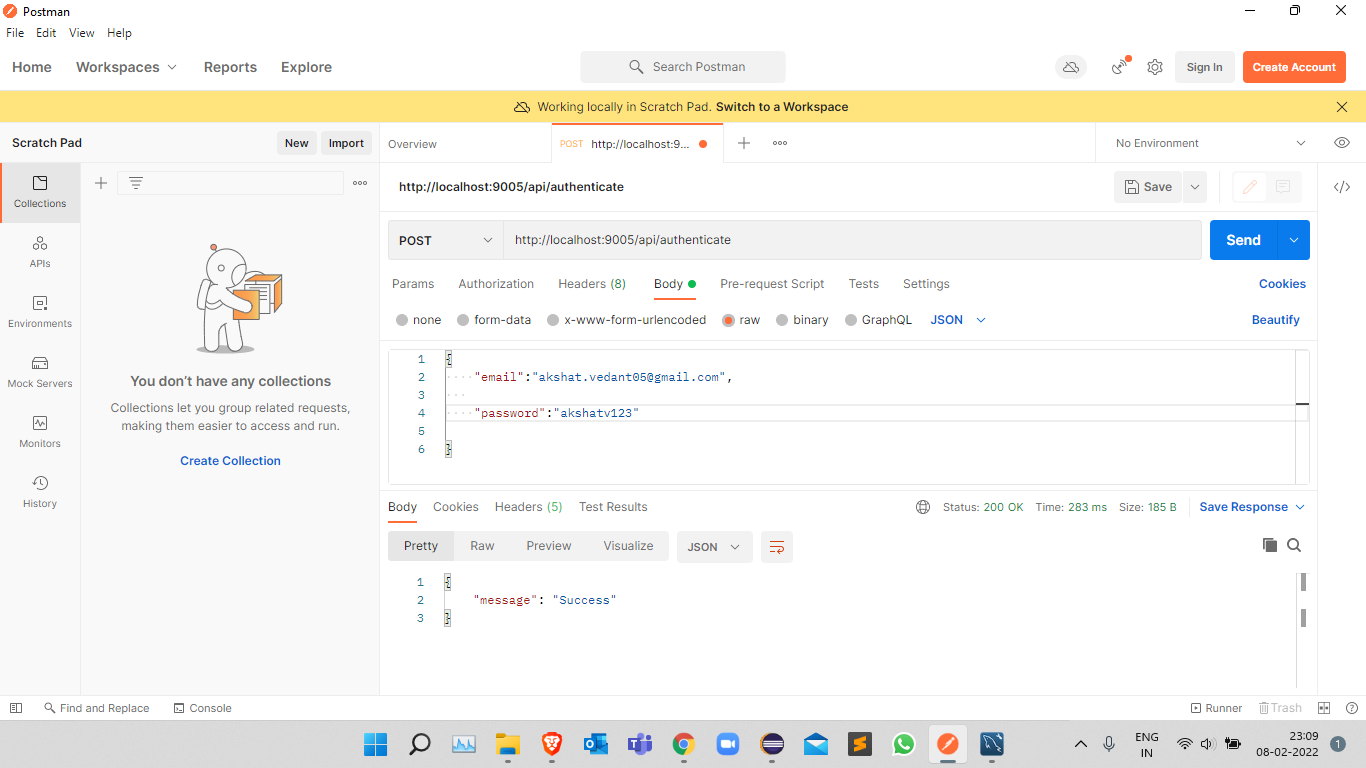 Postman
File Edit View Help
Home Workspaces Reports Explore Search Postman Sign In Create Account
Working locally in Scratch Pad. Switch to a Workspace
Scratch Pad New Import Overview POST http://localhost:9... No Environment
http://localhost:9005/api/authenticate Save
Collections
APIs
Environments
Mock Servers
Monitors
History
You don't have any collections
Collections let you group related requests,
making them easier to access and run.
Create Collection
POST http://localhost:9005/api/authenticate Send
Params Authorization Headers (8) Body Pre-request Script Tests Settings Cookies
none form-data x-www-form-urlencoded raw binary GraphQL JSON Beautify
1 {
2 "email":"akshat.vedant05@gmail.com",
3
4 "password":"akshatv123"
5
6 }
Body Cookies Headers (5) Test Results Status: 200 OK Time: 283 ms Size: 185 B Save Response
Pretty Raw Preview Visualize JSON
1 {
2 "message": "Success"
3 }
Find and Replace Console Runner Trash
ENG
IN
23:09
08-02-2022
1